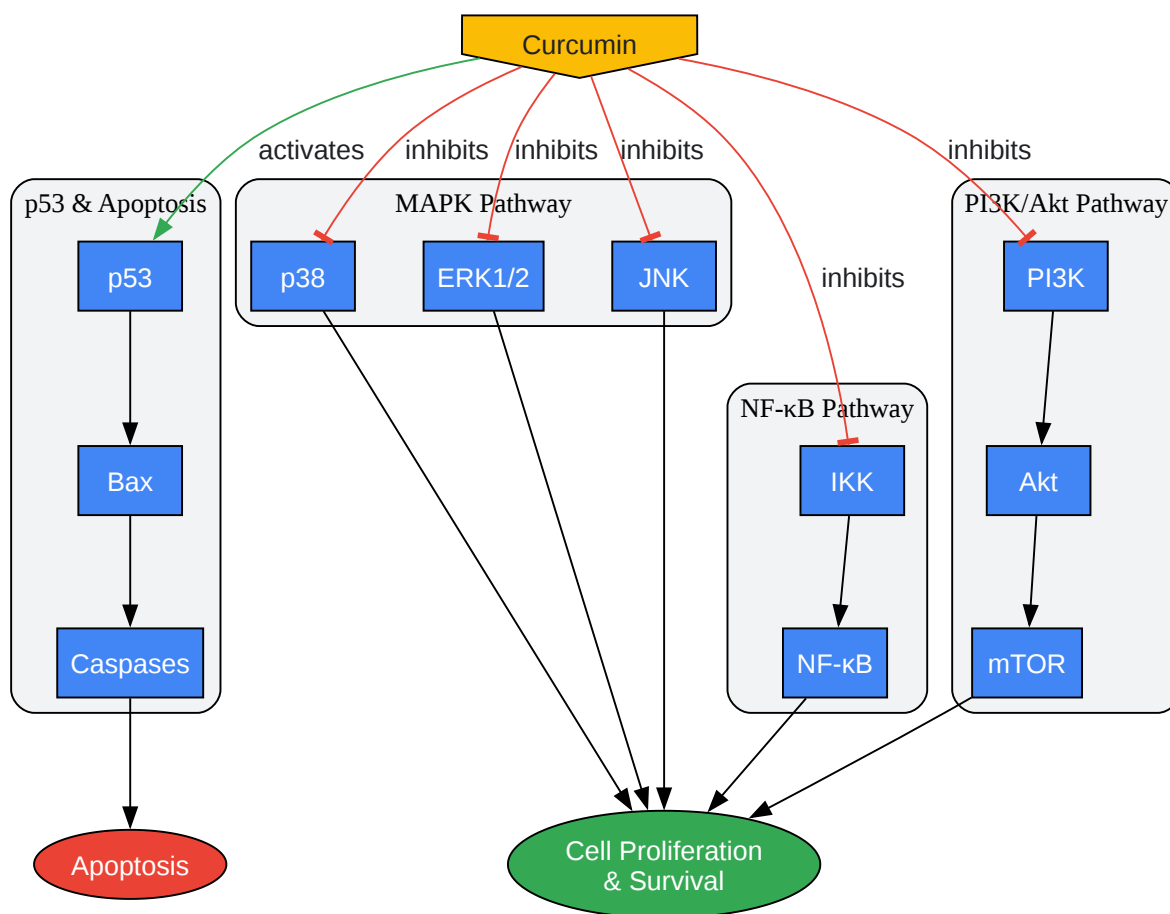 Curcumin
activates
inhibits
inhibits
inhibits
inhibits
inhibits
p53 & Apoptosis
MAPK Pathway
PI3K/Akt Pathway
p53
p38
ERK1/2
JNK
PI3K
NF-κB Pathway
Bax
IKK
Akt
Caspases
NF-κB
mTOR
Apoptosis
Cell Proliferation
& Survival